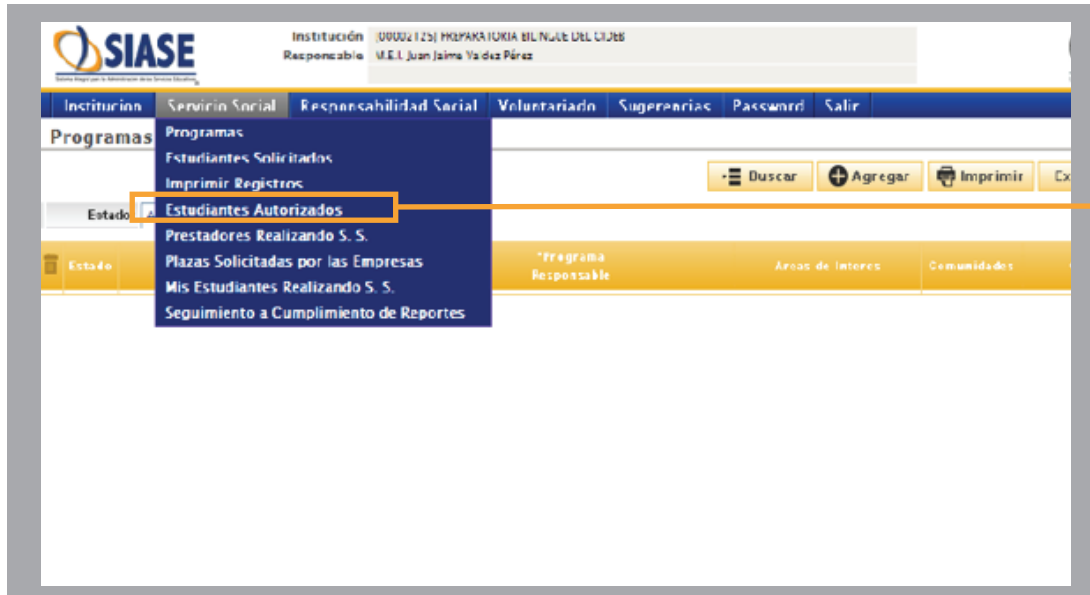 SIASE
Institución [00002125] PREPARATORIA BILINGUE DEL CIDEB
Responsable M.E.I. Juan Jaime Valdez Pérez
Institucion Servicio Social Responsabilidad Social Voluntariado Sugerencias Password Salir
Programas
Programas
Estudiantes Solicitados
Imprimir Registros
Estudiantes Autorizados
Prestadores Realizando S. S.
Plazas Solicitadas por las Empresas
Mis Estudiantes Realizando S. S.
Seguimiento a Cumplimiento de Reportes
Buscar Agregar Imprimir Ex
Estado
Estado
*Programa
Responsable
Areas de Interes Comunidades